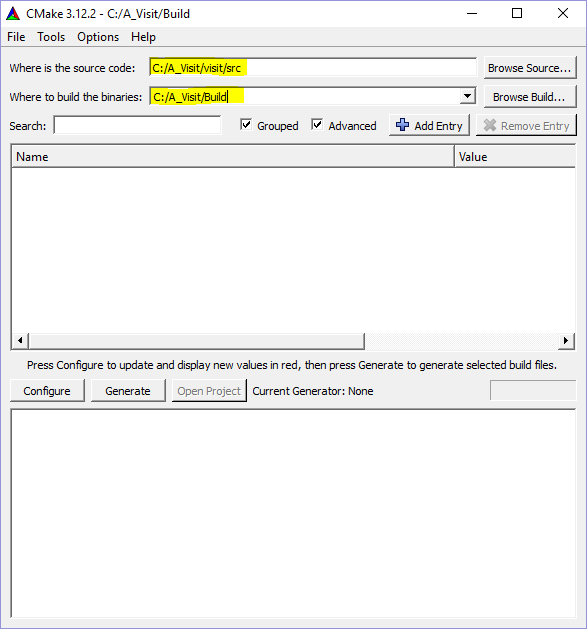 CMake 3.12.2 - C:/A_Visit/Build
File Tools Options Help
Where is the source code: C:/A_Visit/visit/src Browse Source...
Where to build the binaries: C:/A_Visit/Build Browse Build...
Search: Grouped Advanced Add Entry Remove Entry
Name Value
Press Configure to update and display new values in red, then press Generate to generate selected build files.
Configure Generate Open Project Current Generator: None